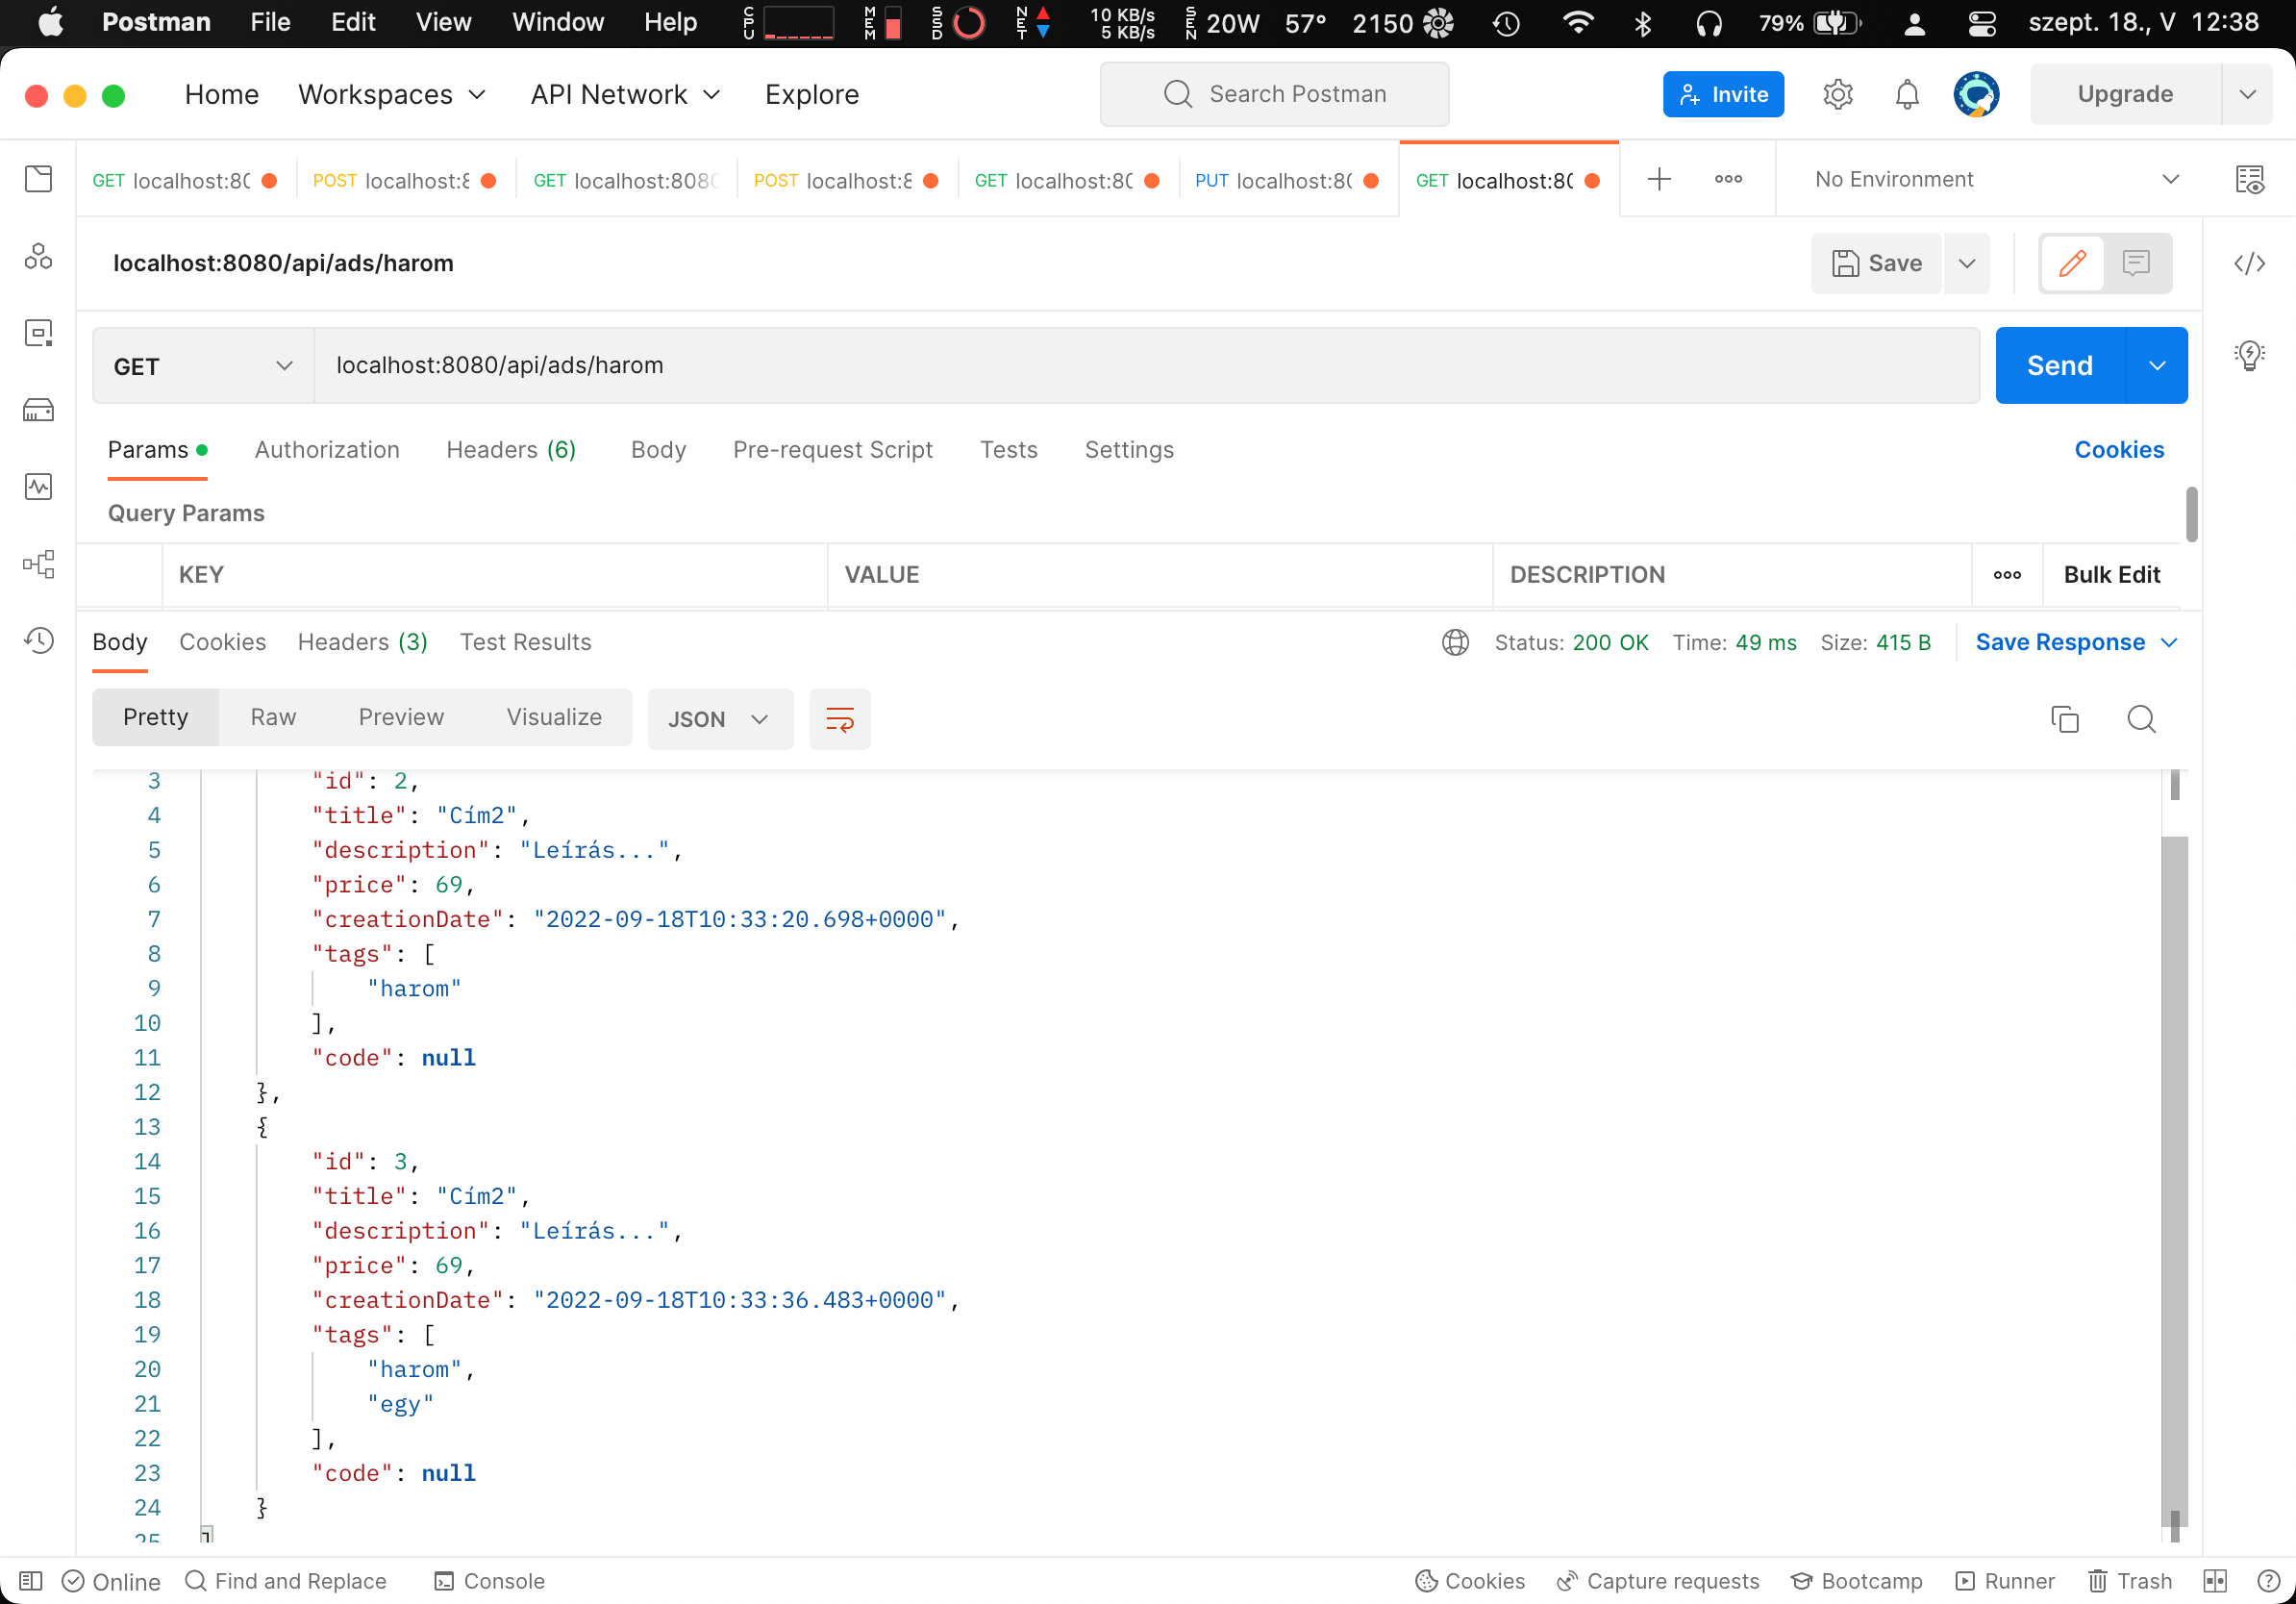 Postman File Edit View Window Help CPU MEM SSD NET 10 KB/s 5 KB/s SEN 20W 57° 2150 79% szept. 18., V 12:38
Home Workspaces API Network Explore Search Postman Invite Upgrade
GET localhost:80 POST localhost:8 GET localhost:8080 POST localhost:8 GET localhost:80 PUT localhost:80 GET localhost:80 No Environment
localhost:8080/api/ads/harom Save
GET localhost:8080/api/ads/harom Send
Params Authorization Headers (6) Body Pre-request Script Tests Settings Cookies
Query Params
KEY VALUE DESCRIPTION Bulk Edit
Body Cookies Headers (3) Test Results Status: 200 OK Time: 49 ms Size: 415 B Save Response
Pretty Raw Preview Visualize JSON
3 "id": 2,
4 "title": "Cím2",
5 "description": "Leírás...",
6 "price": 69,
7 "creationDate": "2022-09-18T10:33:20.698+0000",
8 "tags": [
9 "harom"
10 ],
11 "code": null
12 },
13 {
14 "id": 3,
15 "title": "Cím2",
16 "description": "Leírás...",
17 "price": 69,
18 "creationDate": "2022-09-18T10:33:36.483+0000",
19 "tags": [
20 "harom",
21 "egy"
22 ],
23 "code": null
24 }
25 ]
Online Find and Replace Console Cookies Capture requests Bootcamp Runner Trash